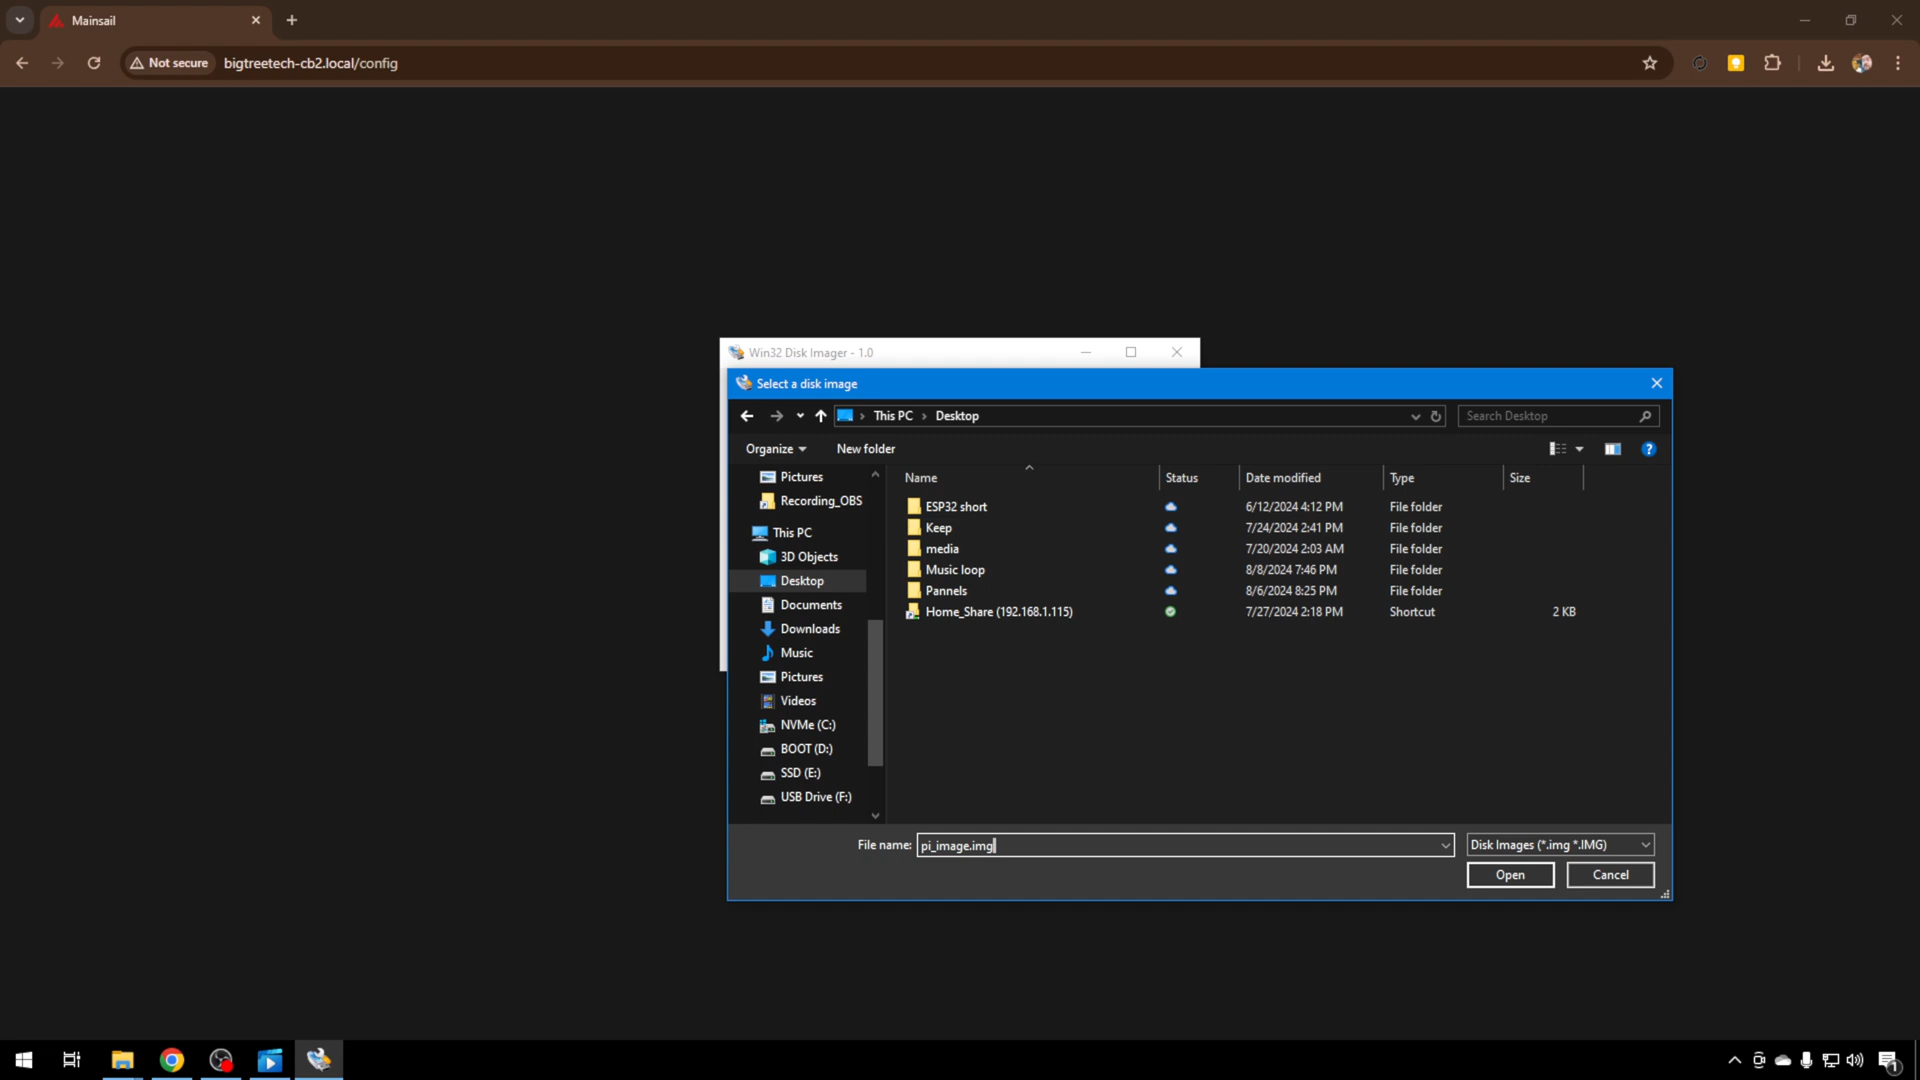 Mainsail
Not secure
bigtreetech-cb2.local/config
Win32 Disk Imager - 1.0
Select a disk image
This PC
Desktop
Search Desktop
Organize
New folder
Pictures
Recording_OBS
This PC
3D Objects
Desktop
Documents
Downloads
Music
Pictures
Videos
NVMe (C:)
BOOT (D:)
SSD (E:)
USB Drive (F:)
Name Status Date modified Type Size
ESP32 short 6/12/2024 4:12 PM File folder
Keep 7/24/2024 2:41 PM File folder
media 7/20/2024 2:03 AM File folder
Music loop 8/8/2024 7:46 PM File folder
Pannels 8/6/2024 8:25 PM File folder
Home_Share (192.168.1.115) 7/27/2024 2:18 PM Shortcut 2 KB
File name: pi_image.img
Disk Images (*.img *.IMG)
Open
Cancel
1